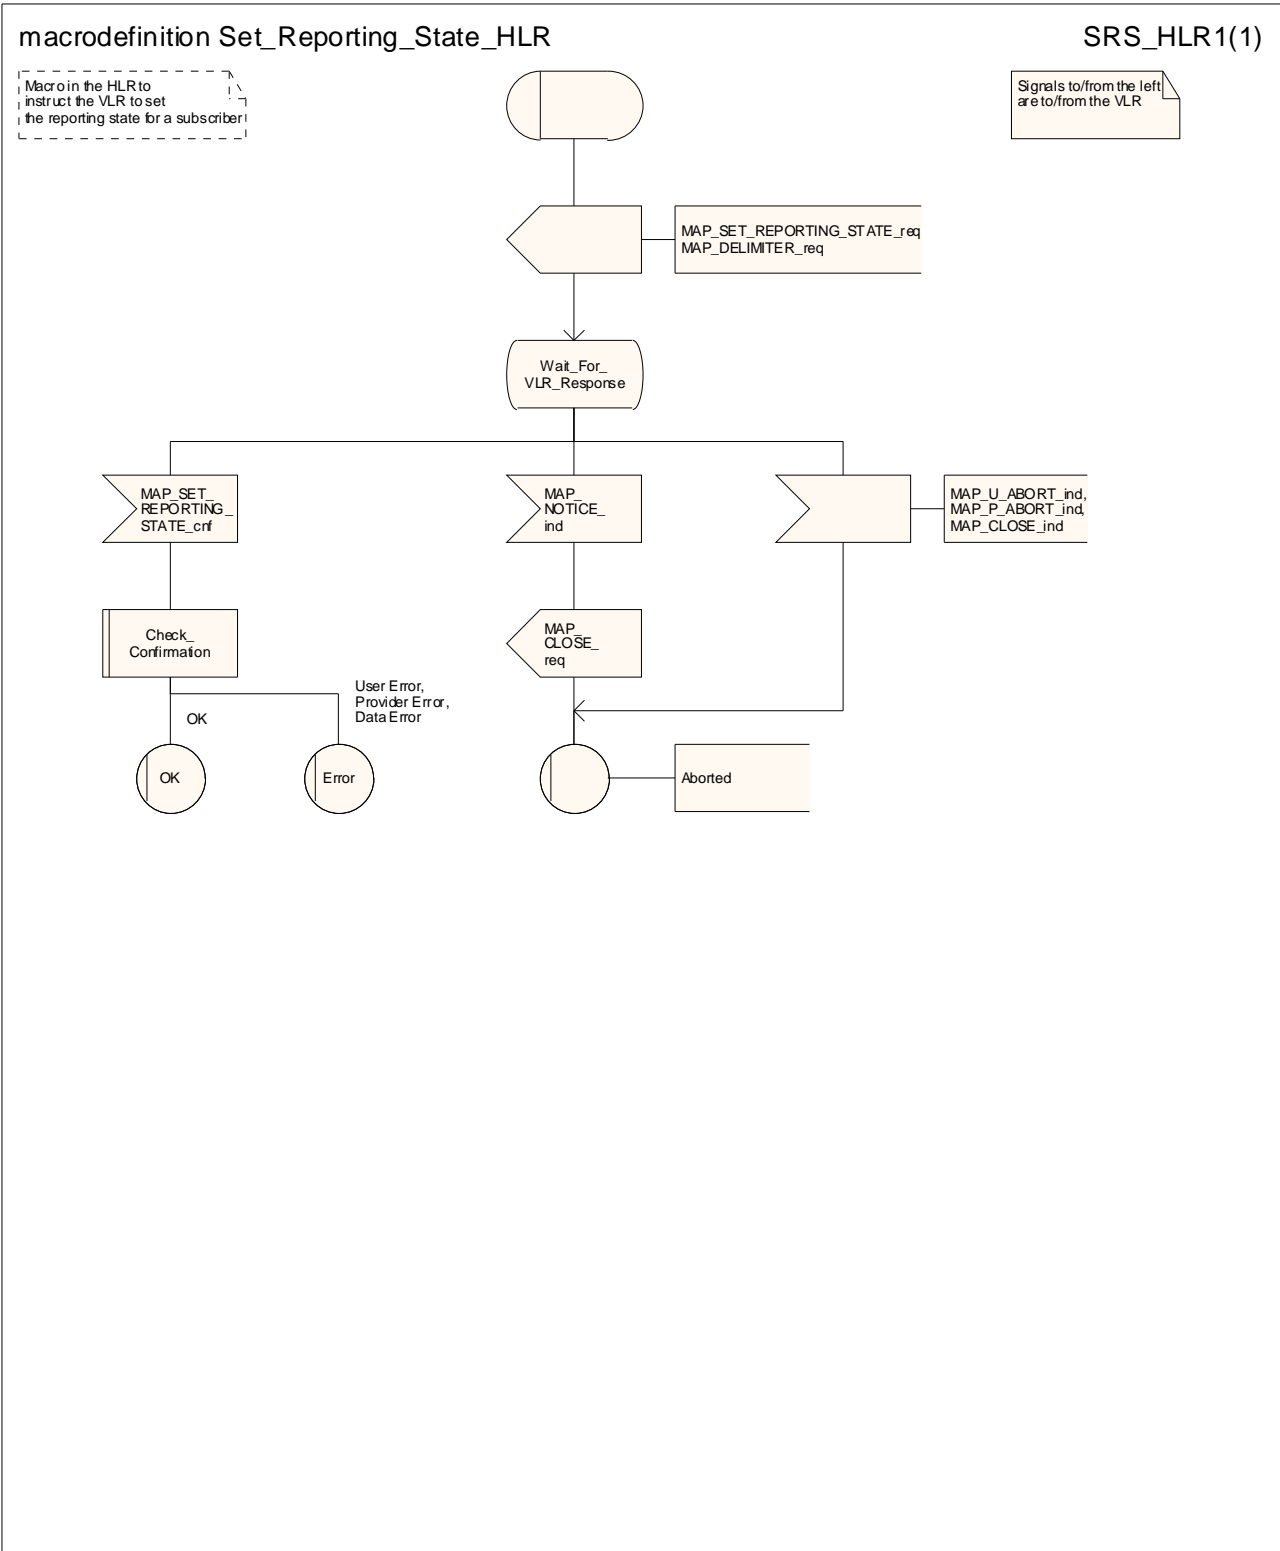 macrodefinition Set_Reporting_State_HLR
SRS_HLR1(1)
Macro in the HLR to
instruct the VLR to set
the reporting state for a subscriber
Signals to/from the left
are to/from the VLR
MAP_SET_REPORTING_STATE_req
MAP_DELIMITER_req
Wait_For_
VLR_Response
MAP_SET_
REPORTING_
STATE_cnf
MAP_
NOTICE_
ind
MAP_U_ABORT_ind,
MAP_P_ABORT_ind,
MAP_CLOSE_ind
Check_
Confirmation
MAP_
CLOSE_
req
OK
User Error,
Provider Error,
Data Error
OK
Error
Aborted